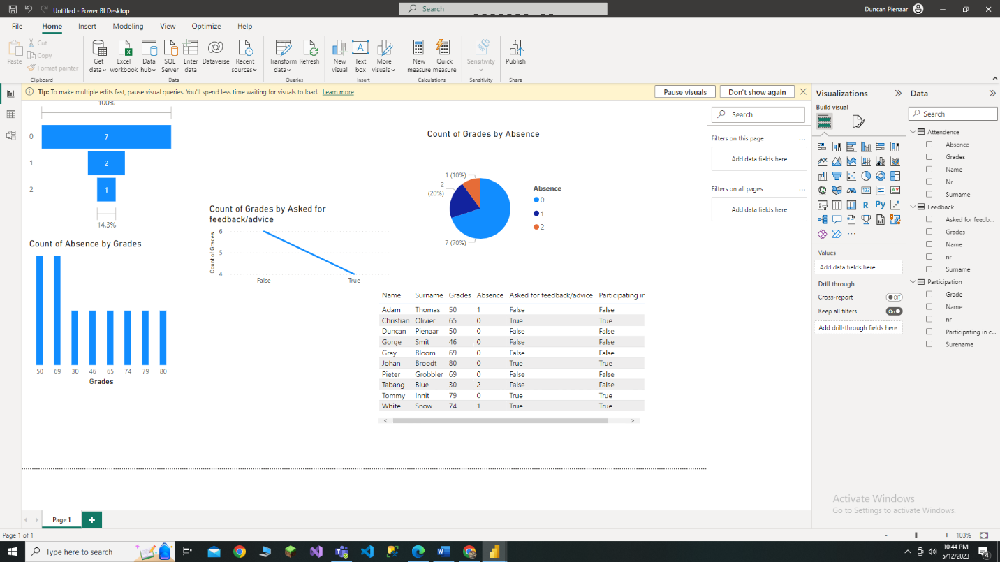 Untitled - Power BI Desktop
Search
Duncan Pienaar
File Home Insert Modeling View Optimize Help
Paste
Cut
Copy
Format painter
Clipboard
Get data
Excel workbook
Data hub
SQL Server
Enter data
Dataverse
Recent sources
Data
Transform data
Refresh
Queries
New visual
Text box
More visuals
Insert
New measure
Quick measure
Calculations
Sensitivity
Sensitivity
Publish
Share
Tip: To make multiple edits fast, pause visual queries. You'll spend less time waiting for visuals to load. Learn more
Pause visuals
Don't show again
100%
0 7
1 2
2 1
14.3%
Count of Absence by Grades
50 69 30 46 65 74 79 80
Grades
Count of Grades by Asked for
feedback/advice
Count of Grades
6
5
4
False True
Count of Grades by Absence
1 (10%)
2
(20%)
7 (70%)
Absence
0
1
2
Name Surname Grades Absence Asked for feedback/advice Participating in
Adam Thomas 50 1 False False
Christian Olivier 65 0 True True
Duncan Pienaar 50 0 False False
Gorge Smit 46 0 False False
Gray Bloom 69 0 False False
Johan Broodt 80 0 True True
Pieter Grobbler 69 0 False False
Tabang Blue 30 2 False False
Tommy Innit 79 0 True True
White Snow 74 1 True True
Search
Filters on this page ...
Add data fields here
Filters on all pages ...
Add data fields here
Visualizations
Build visual
R Py
123
...
Values
Add data fields here
Drill through
Cross-report Off
Keep all filters On
Add drill-through fields here
Data
Search
Attendence
Absence
Grades
Name
Nr
Surname
Feedback
Asked for feedb...
Grades
Name
nr
Surname
Participation
Grade
Name
nr
Participating in c...
Surename
Activate Windows
Go to Settings to activate Windows.
Page 1
Page 1 of 1
103%
Type here to search
10:44 PM
5/12/2023
4